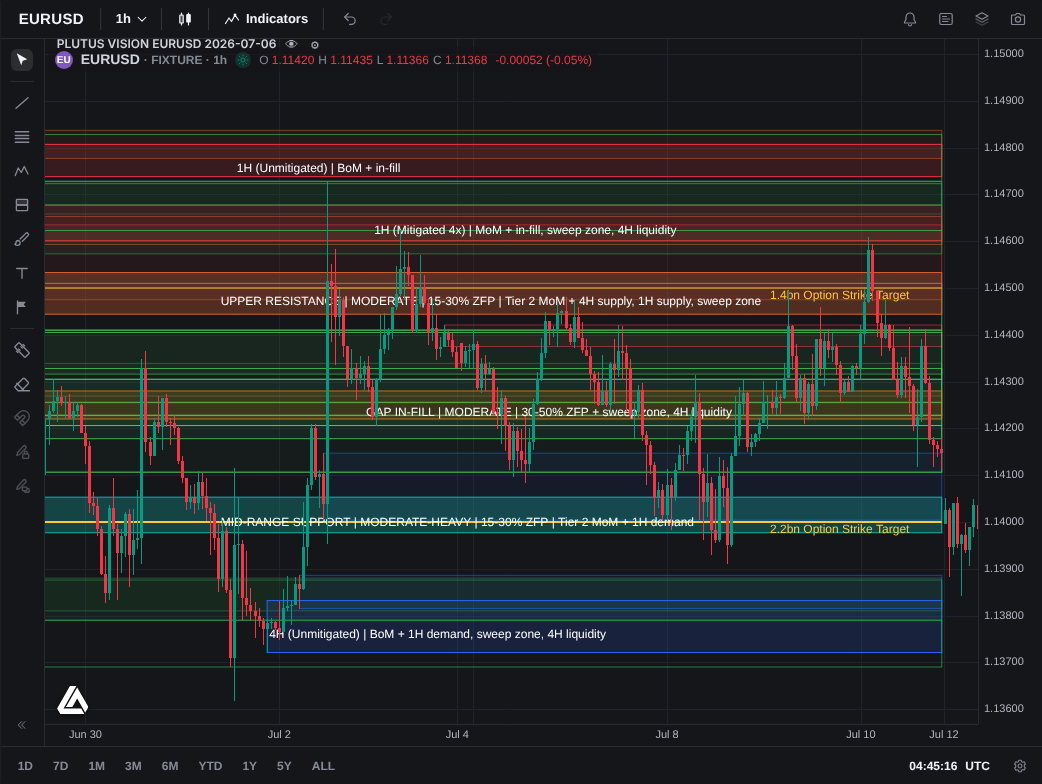 EURUSD 1h Indicators
PLUTUS VISION EURUSD 2026-07-06
EU EURUSD · FIXTURE · 1h O 1.11420 H 1.11435 L 1.11366 C 1.11368 -0.00052 (-0.05%)
1.15000
1.14900
1.14800
1H (Unmitigated) | BoM + in-fill
1.14700
1H (Mitigated 4x) | MoM + in-fill, sweep zone, 4H liquidity
1.14600
1.4bn Option Strike Target
1.14500
UPPER RESISTANCE | MODERATE | 15-30% ZFP | Tier 2 MoM + 4H supply, 1H supply, sweep zone
1.14400
1.14300
GAP IN-FILL | MODERATE | 30-50% ZFP + sweep zone, 4H liquidity
1.14200
1.14100
MID-RANGE SUPPORT | MODERATE-HEAVY | 15-30% ZFP | Tier 2 MoM + 1H demand
1.14000
2.2bn Option Strike Target
1.13900
1.13800
4H (Unmitigated) | BoM + 1H demand, sweep zone, 4H liquidity
1.13700
1.13600
Jun 30 Jul 2 Jul 4 Jul 8 Jul 10 Jul 12
1D 7D 1M 3M 6M YTD 1Y 5Y ALL 04:45:16 UTC